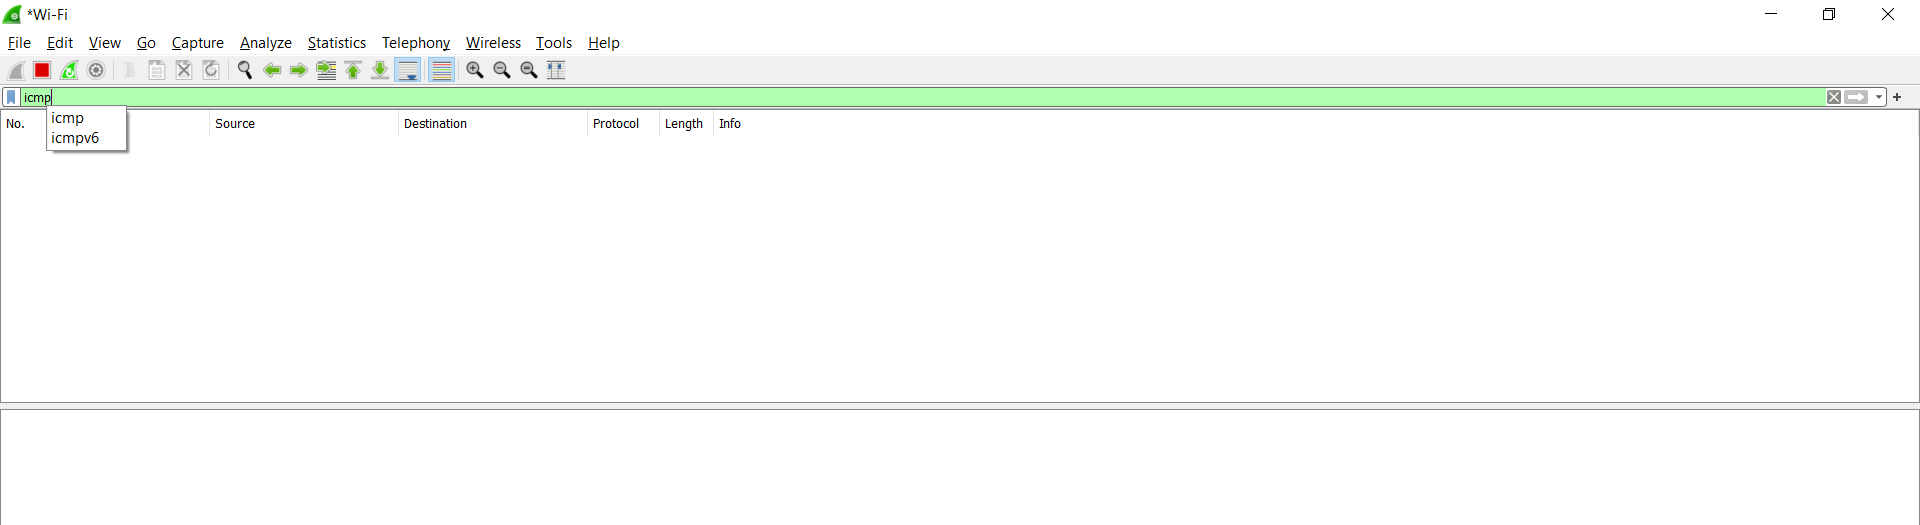 *Wi-Fi
File Edit View Go Capture Analyze Statistics Telephony Wireless Tools Help
icmp
icmp
icmpv6
No. Source Destination Protocol Length Info